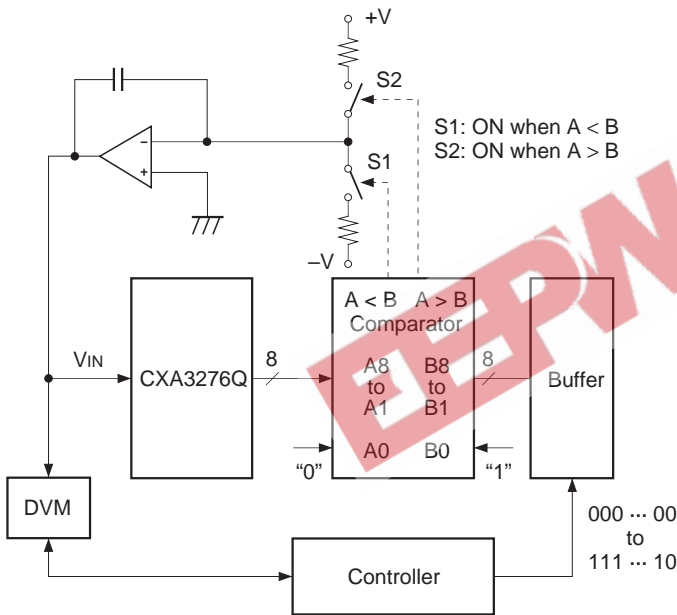 +V
S2
S1: ON when A < B
S2: ON when A > B
−
+
S1
–V
A < B A > B
Comparator
VIN
CXA3276Q
8
A8 B8
to to
A1 B1
8
Buffer
A0 B0
"0"
"1"
DVM
Controller
000 ··· 00
to
111 ··· 10
EEPW